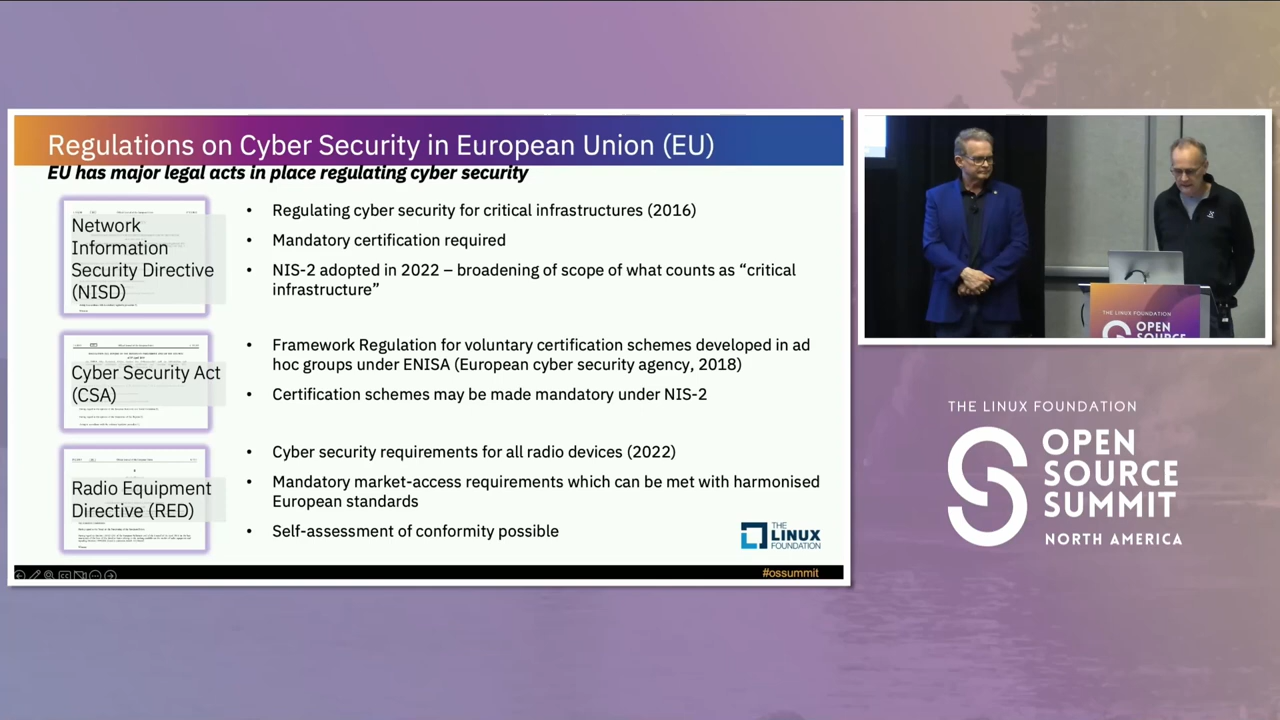 Regulations on Cyber Security in European Union (EU)
EU has major legal acts in place regulating cyber security
Network
Information
Security Directive
(NISD)
• Regulating cyber security for critical infrastructures (2016)
• Mandatory certification required
• NIS-2 adopted in 2022 – broadening of scope of what counts as “critical
infrastructure”
Cyber Security Act
(CSA)
• Framework Regulation for voluntary certification schemes developed in ad
hoc groups under ENISA (European cyber security agency, 2018)
• Certification schemes may be made mandatory under NIS-2
Radio Equipment
Directive (RED)
• Cyber security requirements for all radio devices (2022)
• Mandatory market-access requirements which can be met with harmonised
European standards
• Self-assessment of conformity possible
THE
LINUX
FOUNDATION
#ossummit
THE LINUX FOUNDATION
OPEN
SOURCE
THE LINUX FOUNDATION
OPEN
SOURCE
SUMMIT
NORTH AMERICA